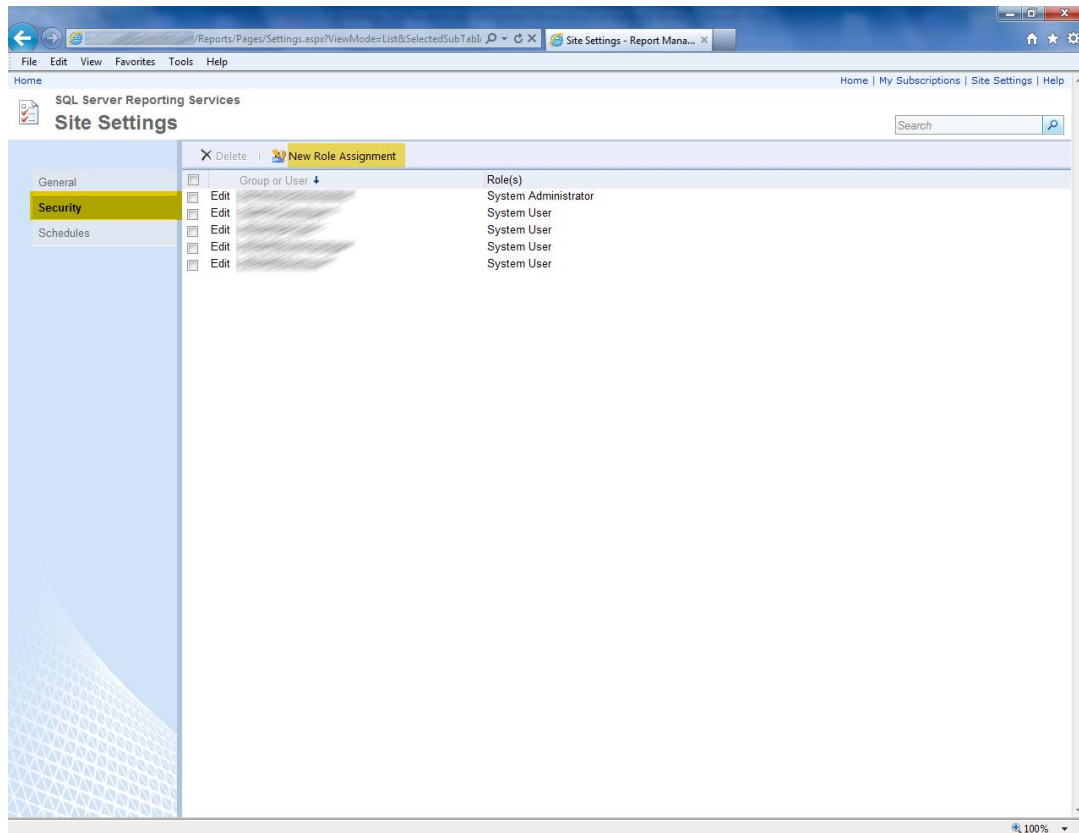 /Reports/Pages/Settings.aspx?ViewMode=List&SelectedSubTabI
Site Settings - Report Mana...
File Edit View Favorites Tools Help
Home
Home | My Subscriptions | Site Settings | Help
SQL Server Reporting Services
Site Settings
Search
Delete | New Role Assignment
General
Security
Schedules
Group or User Role(s)
Edit System Administrator
Edit System User
Edit System User
Edit System User
Edit System User
100%